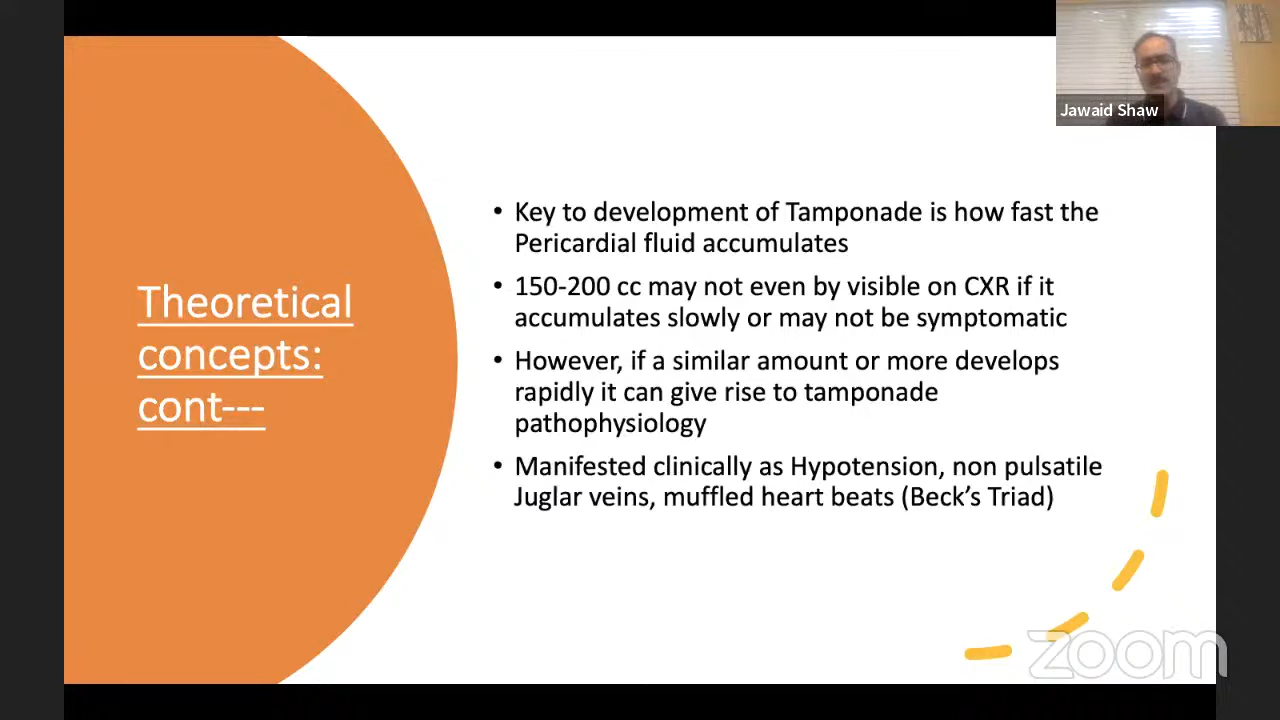 Jawaid Shaw
Theoretical
concepts:
cont---
• Key to development of Tamponade is how fast the
Pericardial fluid accumulates
• 150-200 cc may not even by visible on CXR if it
accumulates slowly or may not be symptomatic
• However, if a similar amount or more develops
rapidly it can give rise to tamponade
pathophysiology
• Manifested clinically as Hypotension, non pulsatile
Juglar veins, muffled heart beats (Beck's Triad)
zoom